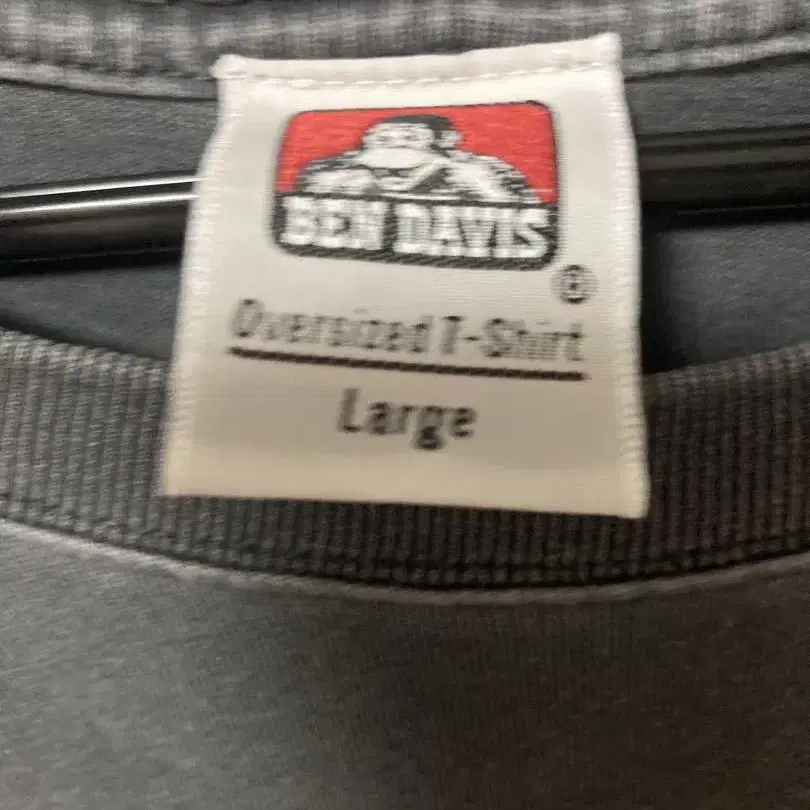 BEN DAVIS
®
Oversized T-Shirt
Large